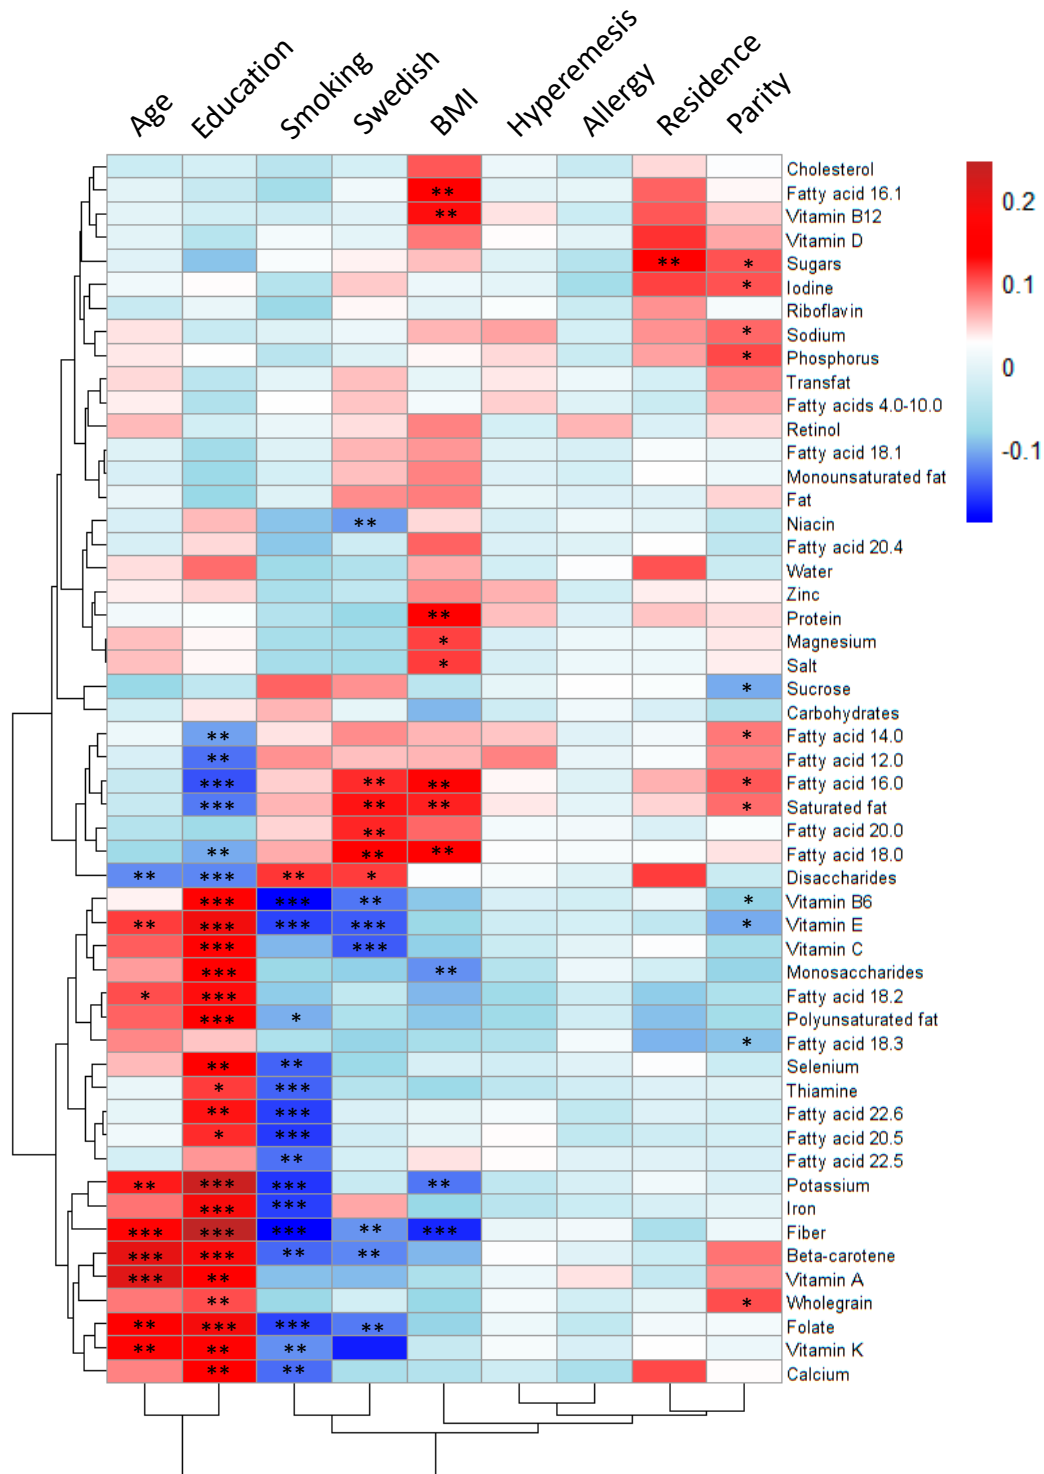 Age Education Smoking Swedish BMI Hyperemesis Allergy Residence Parity
Cholesterol
** Fatty acid 16.1
** Vitamin B12
Vitamin D
** * Sugars
* Iodine
Riboflavin
* Sodium
* Phosphorus
Transfat
Fatty acids 4.0-10.0
Retinol
Fatty acid 18.1
Monounsaturated fat
Fat
** Niacin
Fatty acid 20.4
Water
Zinc
** Protein
* Magnesium
* Salt
* Sucrose
Carbohydrates
** * Fatty acid 14.0
** Fatty acid 12.0
*** ** ** * Fatty acid 16.0
*** ** ** * Saturated fat
** Fatty acid 20.0
** ** ** Fatty acid 18.0
** *** ** * Disaccharides
*** *** ** * Vitamin B6
** *** *** *** * Vitamin E
*** *** Vitamin C
*** ** Monosaccharides
* *** Fatty acid 18.2
*** * Polyunsaturated fat
* Fatty acid 18.3
** ** Selenium
* *** Thiamine
** *** Fatty acid 22.6
* *** Fatty acid 20.5
** Fatty acid 22.5
** *** *** ** Potassium
*** *** Iron
*** *** *** ** *** Fiber
*** *** ** ** Beta-carotene
*** ** Vitamin A
** * Wholegrain
** *** *** ** Folate
** ** ** Vitamin K
** ** Calcium
0.2
0.1
0
-0.1